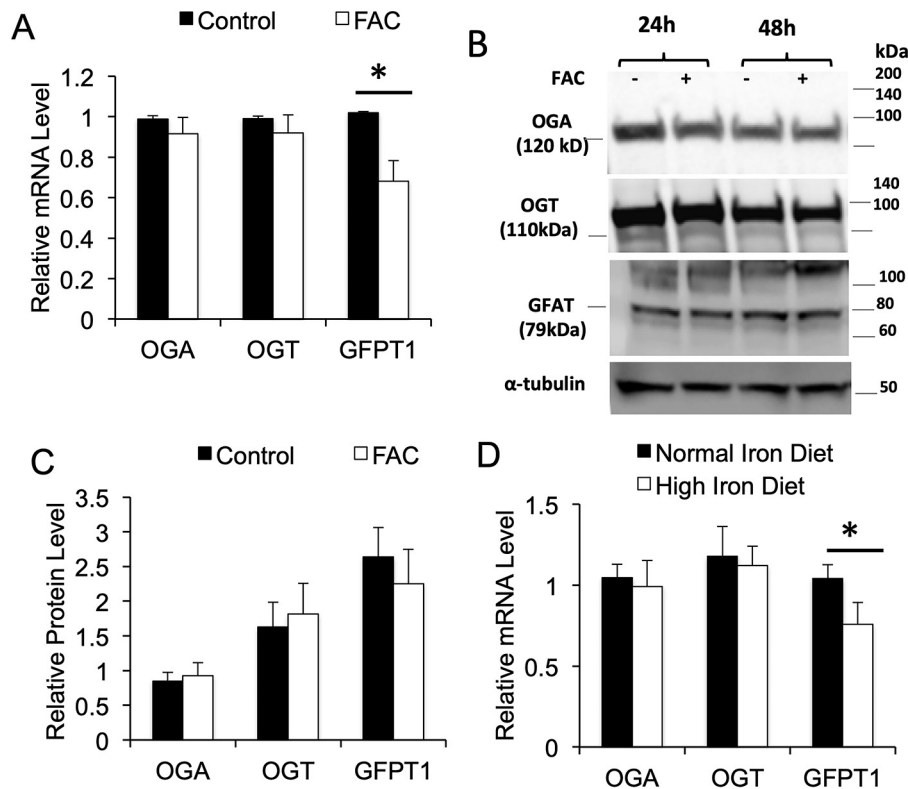 A
Control FAC
Relative mRNA Level
1.2
1
0.8
0.6
0.4
0.2
0
*
OGA OGT GFPT1
B
24h 48h
kDa
FAC - + - +
200
140
100
OGA
(120 kD)
140
100
OGT
(110kDa)
100
80
60
GFAT
(79kDa)
α-tubulin
50
C
Control FAC
Relative Protein Level
3.5
3
2.5
2
1.5
1
0.5
0
OGA OGT GFPT1
D
Normal Iron Diet
High Iron Diet
Relative mRNA Level
1.5
1
0.5
0
*
OGA OGT GFPT1